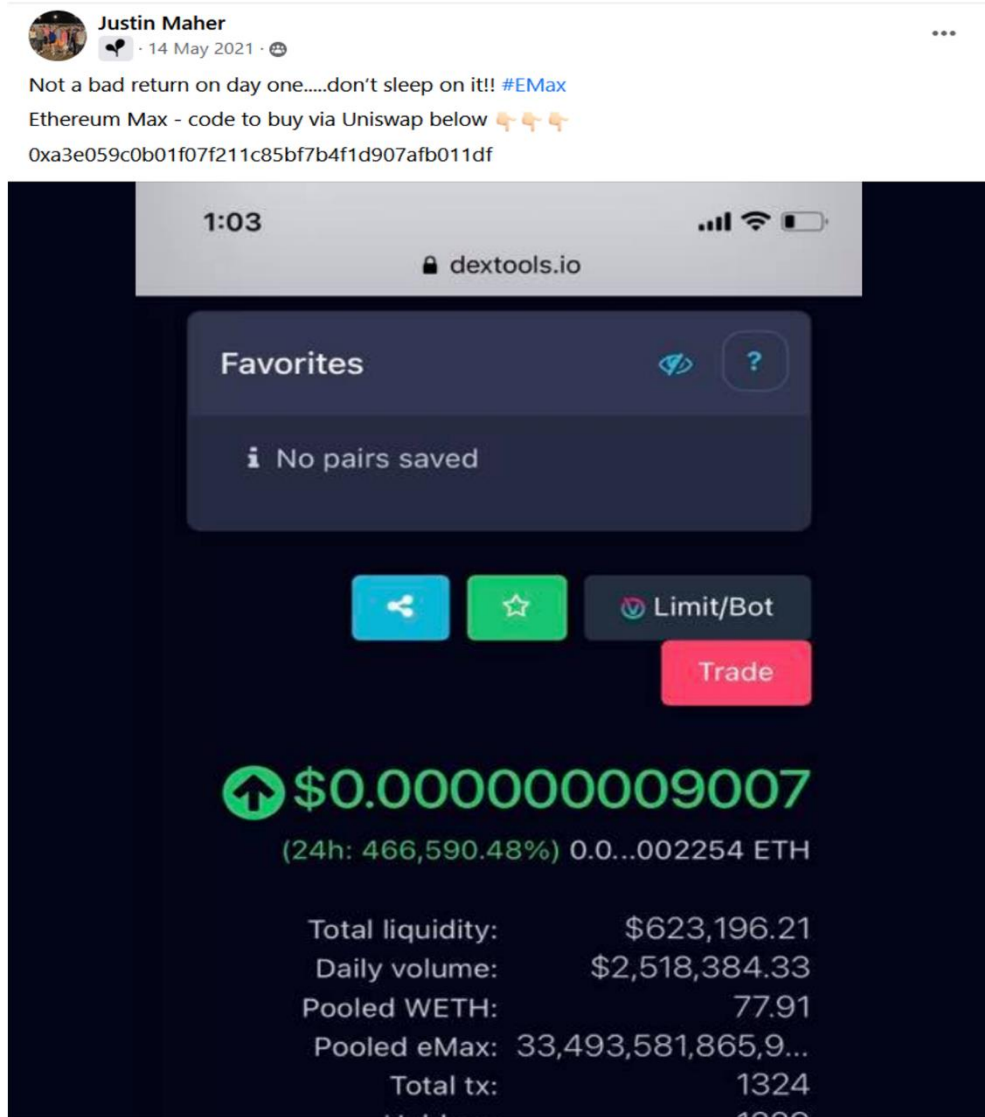 Justin Maher
· 14 May 2021 ·
Not a bad return on day one.....don't sleep on it!! #EMax
Ethereum Max - code to buy via Uniswap below 👇🏻👇🏻👇🏻
0xa3e059c0b01f07f211c85bf7b4f1d907afb011df
1:03
dextools.io
Favorites
?
No pairs saved
Limit/Bot
Trade
$0.000000009007
(24h: 466,590.48%) 0.0...002254 ETH
Total liquidity: $623,196.21
Daily volume: $2,518,384.33
Pooled WETH: 77.91
Pooled eMax: 33,493,581,865,9...
Total tx: 1324